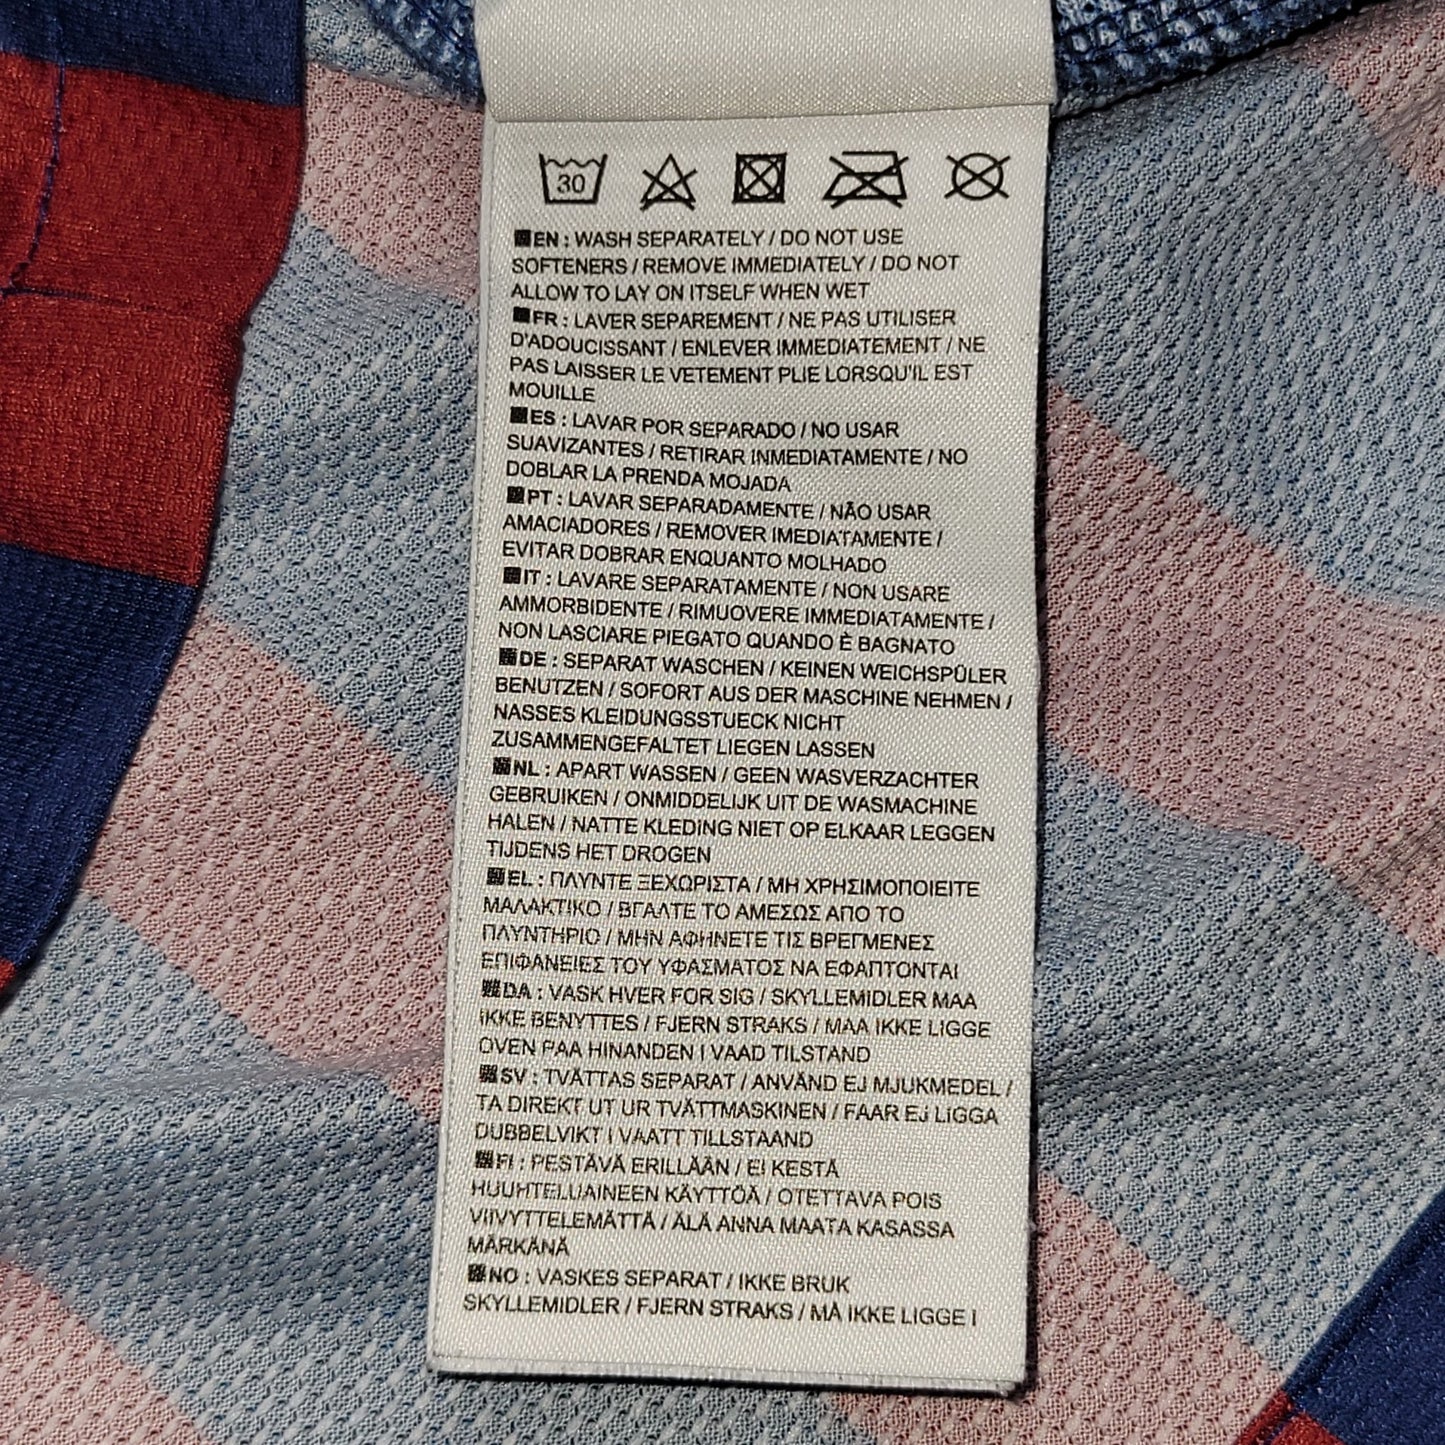 30
EN : WASH SEPARATELY / DO NOT USE
SOFTENERS / REMOVE IMMEDIATELY / DO NOT
ALLOW TO LAY ON ITSELF WHEN WET
FR : LAVER SEPAREMENT / NE PAS UTILISER
D'ADOUCISSANT / ENLEVER IMMEDIATEMENT / NE
PAS LAISSER LE VETEMENT PLIE LORSQU'IL EST
MOUILLE
ES : LAVAR POR SEPARADO / NO USAR
SUAVIZANTES / RETIRAR INMEDIATAMENTE / NO
DOBLAR LA PRENDA MOJADA
PT : LAVAR SEPARADAMENTE / NÃO USAR
AMACIADORES / REMOVER IMEDIATAMENTE /
EVITAR DOBRAR ENQUANTO MOLHADO
IT : LAVARE SEPARATAMENTE / NON USARE
AMMORBIDENTE / RIMUOVERE IMMEDIATAMENTE /
NON LASCIARE PIEGATO QUANDO È BAGNATO
DE : SEPARAT WASCHEN / KEINEN WEICHSPÜLER
BENUTZEN / SOFORT AUS DER MASCHINE NEHMEN /
NASSES KLEIDUNGSSTUECK NICHT
ZUSAMMENGEFALTET LIEGEN LASSEN
NL : APART WASSEN / GEEN WASVERZACHTER
GEBRUIKEN / ONMIDDELIJK UIT DE WASMACHINE
HALEN / NATTE KLEDING NIET OP ELKAAR LEGGEN
TIJDENS HET DROGEN
EL : ΠΛΥΝΤΕ ΞΕΧΩΡΙΣΤΑ / ΜΗ ΧΡΗΣΙΜΟΠΟΙΕΙΤΕ
ΜΑΛΑΚΤΙΚΟ / ΒΓΑΛΤΕ ΤΟ ΑΜΕΣΩΣ ΑΠΟ ΤΟ
ΠΛΥΝΤΗΡΙΟ / ΜΗΝ ΑΦΗΝΕΤΕ ΤΙΣ ΒΡΕΓΜΕΝΕΣ
ΕΠΙΦΑΝΕΙΕΣ ΤΟΥ ΥΦΑΣΜΑΤΟΣ ΝΑ ΕΦΑΠΤΟΝΤΑΙ
DA : VASK HVER FOR SIG / SKYLLEMIDLER MAA
IKKE BENYTTES / FJERN STRAKS / MAA IKKE LIGGE
OVEN PAA HINANDEN I VAAD TILSTAND
SV : TVÄTTAS SEPARAT / ANVÄND EJ MJUKMEDEL /
TA DIREKT UT UR TVÄTTMASKINEN / FAAR EJ LIGGA
DUBBELVIKT I VAATT TILLSTAAND
FI : PESTÄVÄ ERILLÄÄN / EI KESTÄ
HUUHTELUAINEEN KÄYTTÖÄ / OTETTAVA POIS
VIIVYTTELEMÄTTÄ / ÄLÄ ANNA MAATA KASASSA
MÄRKÄNÄ
NO : VASKES SEPARAT / IKKE BRUK
SKYLLEMIDLER / FJERN STRAKS / MÅ IKKE LIGGE I